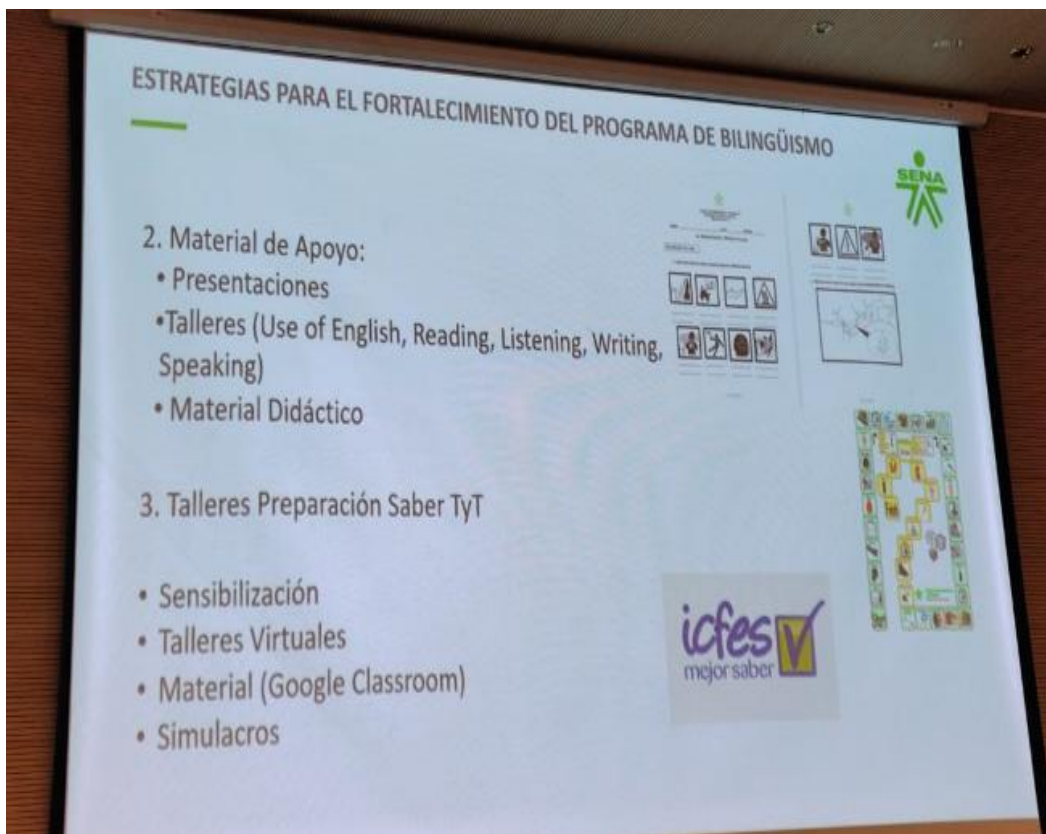 ESTRATEGIAS PARA EL FORTALECIMIENTO DEL PROGRAMA DE BILINGÜISMO
SENA
2. Material de Apoyo:
• Presentaciones
•Talleres (Use of English, Reading, Listening, Writing,
Speaking)
• Material Didáctico
3. Talleres Preparación Saber TyT
• Sensibilización
• Talleres Virtuales
• Material (Google Classroom)
• Simulacros
icfes
mejor saber